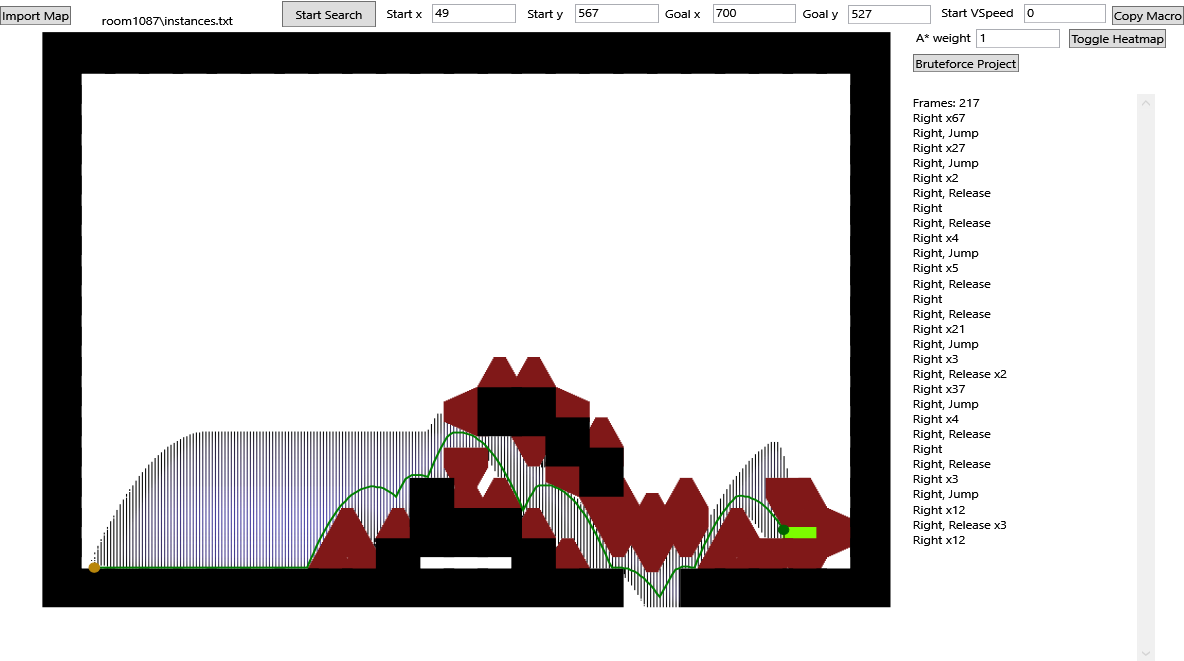 Import Map
room1087\instances.txt
Start Search
Start x 49
Start y 567
Goal x 700
Goal y 527
Start VSpeed 0
Copy Macro
A* weight 1
Toggle Heatmap
Bruteforce Project
Frames: 217
Right x67
Right, Jump
Right x27
Right, Jump
Right x2
Right, Release
Right
Right, Release
Right x4
Right, Jump
Right x5
Right, Release
Right
Right, Release
Right x21
Right, Jump
Right x3
Right, Release x2
Right x37
Right, Jump
Right x4
Right, Release
Right
Right, Release
Right x3
Right, Jump
Right x12
Right, Release x3
Right x12